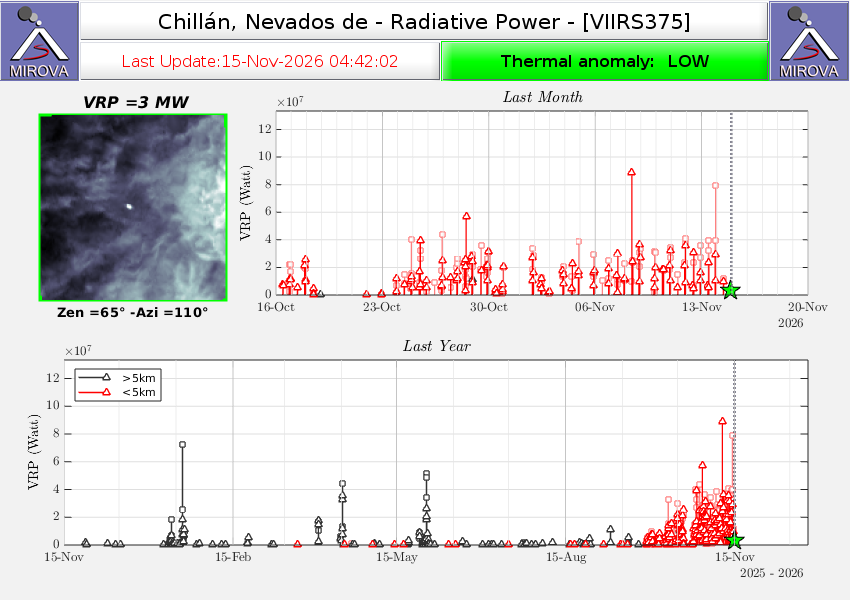 MIROVA
Chillán, Nevados de - Radiative Power - [VIIRS375]
Last Update:15-Nov-2026 04:42:02
Thermal anomaly: LOW
MIROVA
VRP =3 MW
Zen =65° -Azi =110°
Last Month
×10⁷
VRP (Watt)
12
10
8
6
4
2
0
16-Oct
23-Oct
30-Oct
06-Nov
13-Nov
20-Nov
2026
Last Year
×10⁷
VRP (Watt)
12
10
8
6
4
2
0
>5km
<5km
15-Nov
15-Feb
15-May
15-Aug
15-Nov
2025 - 2026